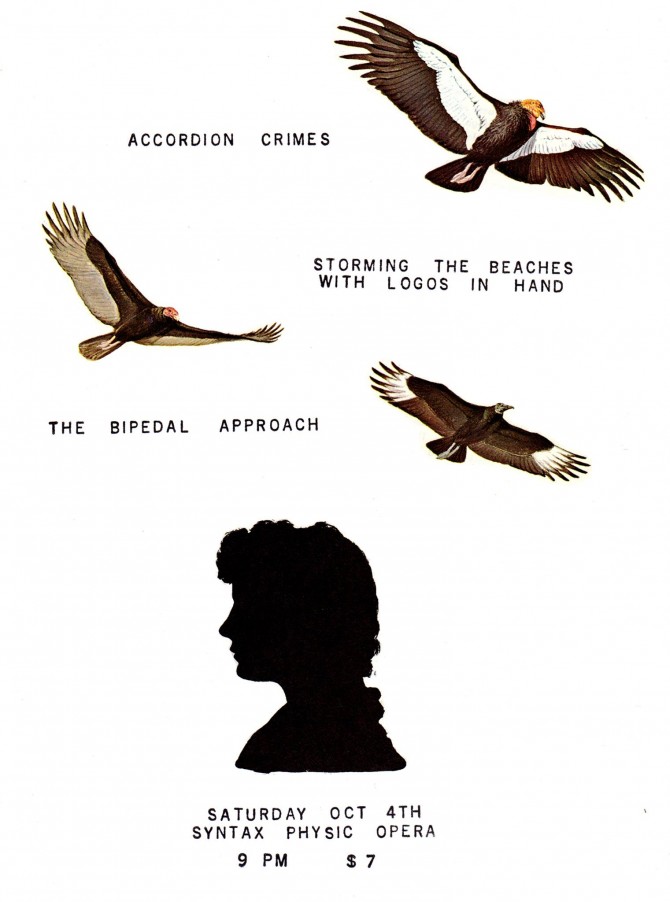 ACCORDION CRIMES
STORMING THE BEACHES
WITH LOGOS IN HAND
THE BIPEDAL APPROACH
SATURDAY OCT 4TH
SYNTAX PHYSIC OPERA
9 PM $7